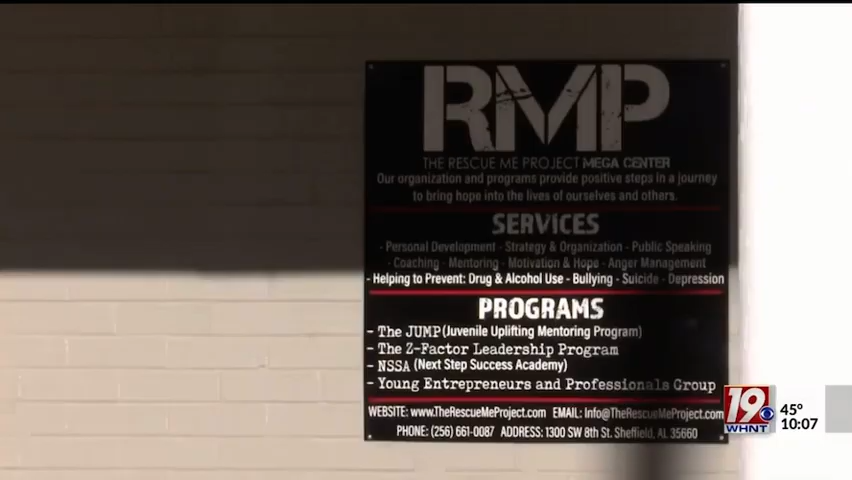 RMP
THE RESCUE ME PROJECT MEGA CENTER
Our organization and programs provide positive steps in a journey
to bring hope into the lives of ourselves and others.
SERVICES
- Personal Development - Strategy & Organization - Public Speaking
- Coaching - Mentoring - Motivation & Hope - Anger Management
- Helping to Prevent: Drug & Alcohol Use - Bullying - Suicide - Depression
PROGRAMS
- The JUMP (Juvenile Uplifting Mentoring Program)
- The Z-Factor Leadership Program
- NSSA (Next Step Success Academy)
- Young Entrepreneurs and Professionals Group
WEBSITE: www.TheRescueMeProject.com EMAIL: Info@TheRescueMeProject.com
PHONE: (256) 661-0087 ADDRESS: 1300 SW 8th St. Sheffield, AL 35660
19
WHNT
45°
10:07